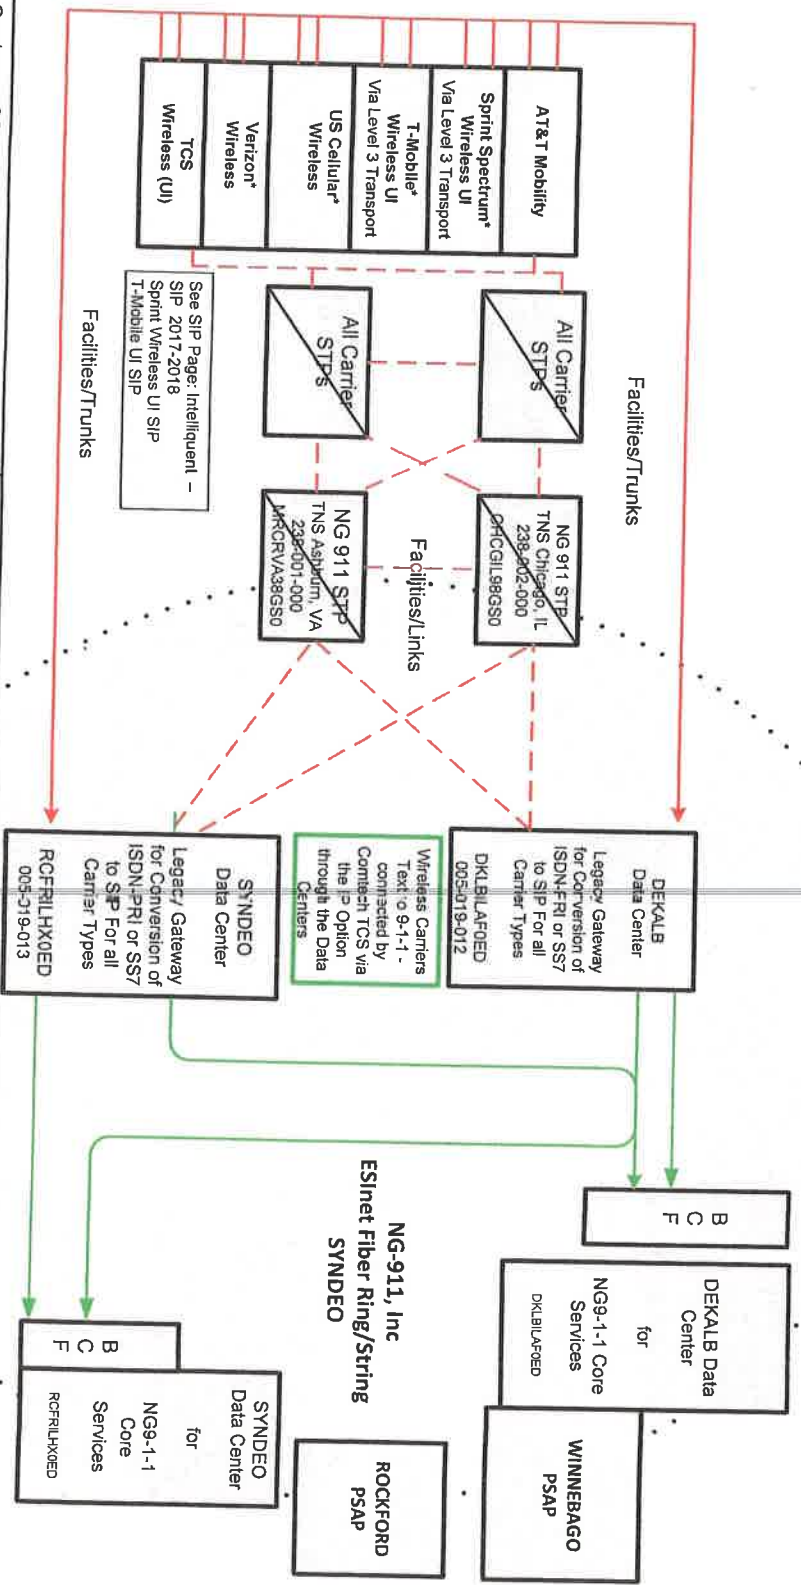 AT&T Mobility
Sprint Spectrum*
Wireless UI
Via Level 3 Transport
T-Mobile*
Wireless UI
Via Level 3 Transport
US Cellular*
Wireless
Verizon*
Wireless
TCS
Wireless (UI)
See SIP Page: Intelliquent –
SIP 2017-2018
Sprint Wireless UI SIP
T-Mobile UI SIP
Facilities/Trunks
Facilities/Trunks
All Carrier
STPs
All Carrier
STPs
NG 911 STP
TNS Chicago, IL
238-002-000
CHCGIL98GS0
NG 911 STP
TNS Ashburn, VA
238-001-000
MRCRVA38GS0
Facilities/Links
DEKALB
Data Center
Legacy Gateway
for Conversion of
ISDN-PRI or SS7
to SIP For all
Carrier Types
DKLBILAF0ED
005-019-012
Wireless Carriers
Text to 9-1-1 -
connected by
Comtech TCS via
the IP Option
through the Data
Centers
SYNDEO
Data Center
Legacy Gateway
for Conversion of
ISDN-PRI or SS7
to SIP For all
Carrier Types
RCFRILHX0ED
005-019-013
B
C
F
DEKALB Data
Center
for
NG9-1-1 Core
Services
DKLBILAF0ED
WINNEBAGO
PSAP
NG-911, Inc
ESInet Fiber Ring/String
SYNDEO
ROCKFORD
PSAP
B
C
F
SYNDEO
Data Center
for
NG9-1-1
Core
Services
RCFRILHX0ED